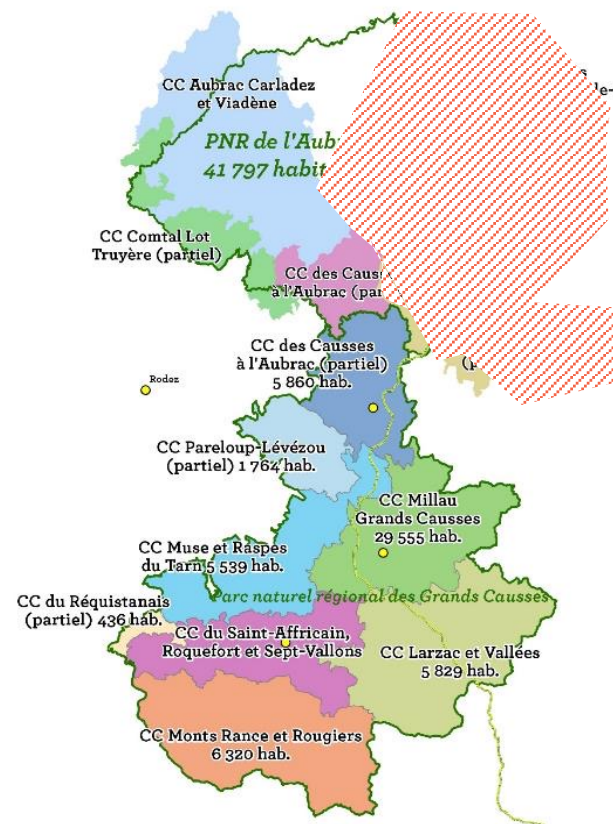 CC Aubrac Carladez
et Viadène
PNR de l'Aub
41 797 habit
CC Comtal Lot
Truyère (partiel)
CC des Causs
à l'Aubrac (par
CC des Causses
à l'Aubrac (partiel)
5 860 hab.
Rodez
CC Pareloup-Lévézou
(partiel) 1 764 hab.
CC Millau
Grands Causses
29 555 hab.
CC Muse et Raspes
du Tarn 5 539 hab.
Parc naturel régional des Grands Causses
CC du Réquistanais
(partiel) 436 hab.
CC du Saint-Affricain,
Roquefort et Sept-Vallons
CC Larzac et Vallées
5 829 hab.
CC Monts Rance et Rougiers
6 320 hab.